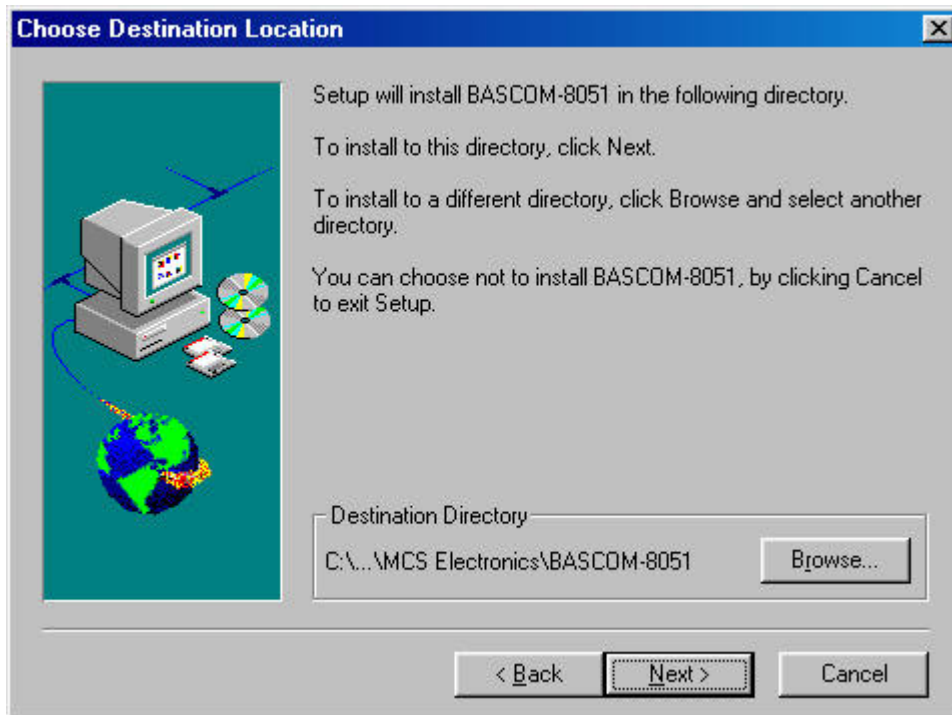 Choose Destination Location
Setup will install BASCOM-8051 in the following directory.
To install to this directory, click Next.
To install to a different directory, click Browse and select another
directory.
You can choose not to install BASCOM-8051, by clicking Cancel
to exit Setup.
Destination Directory
C:\...\MCS Electronics\BASCOM-8051
Browse...
< Back
Next >
Cancel